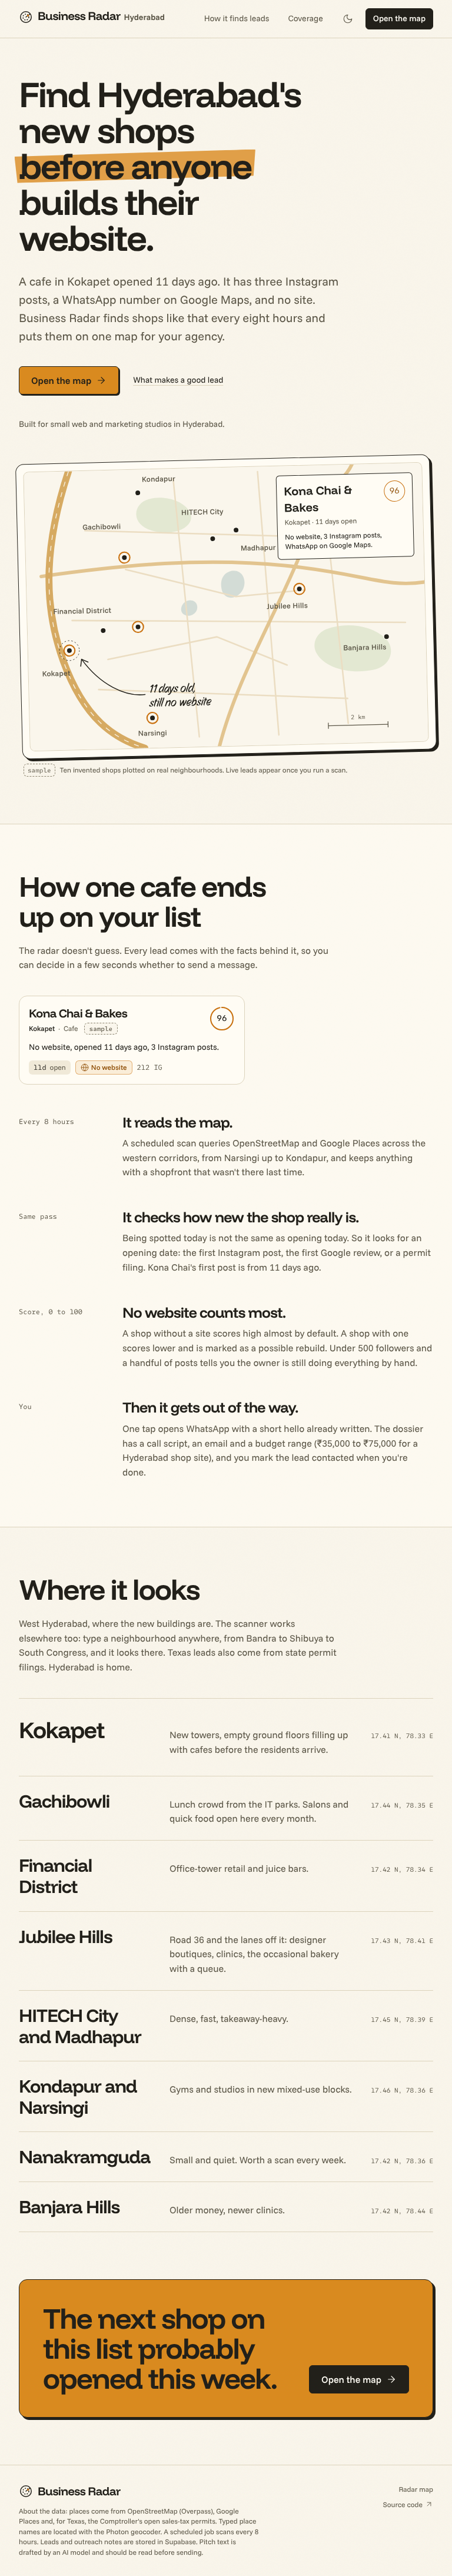 Business Radar Hyderabad
How it finds leads
Coverage
Open the map
Find Hyderabad's
new shops
before anyone
builds their
website.
A cafe in Kokapet opened 11 days ago. It has three Instagram
posts, a WhatsApp number on Google Maps, and no site.
Business Radar finds shops like that every eight hours and
puts them on one map for your agency.
Open the map →
What makes a good lead
Built for small web and marketing studios in Hyderabad.
Kondapur
HITECH City
Gachibowli
Madhapur
Kona Chai &
Bakes
96
Kokapet · 11 days open
No website, 3 Instagram posts,
WhatsApp on Google Maps.
Financial District
Jubilee Hills
Banjara Hills
Kokapet
11 days old,
still no website
Narsingi
2 km
sample Ten invented shops plotted on real neighbourhoods. Live leads appear once you run a scan.
How one cafe ends
up on your list
The radar doesn't guess. Every lead comes with the facts behind it, so you
can decide in a few seconds whether to send a message.
Kona Chai & Bakes
96
Kokapet · Cafe sample
No website, opened 11 days ago, 3 Instagram posts.
11d open No website 212 IG
Every 8 hours
It reads the map.
A scheduled scan queries OpenStreetMap and Google Places across the
western corridors, from Narsingi up to Kondapur, and keeps anything
with a shopfront that wasn't there last time.
Same pass
It checks how new the shop really is.
Being spotted today is not the same as opening today. So it looks for an
opening date: the first Instagram post, the first Google review, or a permit
filing. Kona Chai's first post is from 11 days ago.
Score, 0 to 100
No website counts most.
A shop without a site scores high almost by default. A shop with one
scores lower and is marked as a possible rebuild. Under 500 followers and
a handful of posts tells you the owner is still doing everything by hand.
You
Then it gets out of the way.
One tap opens WhatsApp with a short hello already written. The dossier
has a call script, an email and a budget range (₹35,000 to ₹75,000 for a
Hyderabad shop site), and you mark the lead contacted when you're
done.
Where it looks
West Hyderabad, where the new buildings are. The scanner works
elsewhere too: type a neighbourhood anywhere, from Bandra to Shibuya to
South Congress, and it looks there. Texas leads also come from state permit
filings. Hyderabad is home.
Kokapet
New towers, empty ground floors filling up
with cafes before the residents arrive.
17.41 N, 78.33 E
Gachibowli
Lunch crowd from the IT parks. Salons and
quick food open here every month.
17.44 N, 78.35 E
Financial
District
Office-tower retail and juice bars.
17.42 N, 78.34 E
Jubilee Hills
Road 36 and the lanes off it: designer
boutiques, clinics, the occasional bakery
with a queue.
17.43 N, 78.41 E
HITECH City
and Madhapur
Dense, fast, takeaway-heavy.
17.45 N, 78.39 E
Kondapur and
Narsingi
Gyms and studios in new mixed-use blocks.
17.46 N, 78.36 E
Nanakramguda
Small and quiet. Worth a scan every week.
17.42 N, 78.36 E
Banjara Hills
Older money, newer clinics.
17.42 N, 78.44 E
The next shop on
this list probably
opened this week.
Open the map →
Business Radar
About the data: places come from OpenStreetMap (Overpass), Google
Places and, for Texas, the Comptroller's open sales-tax permits. Typed place
names are located with the Photon geocoder. A scheduled job scans every 8
hours. Leads and outreach notes are stored in Supabase. Pitch text is
drafted by an AI model and should be read before sending.
Radar map
Source code ↗